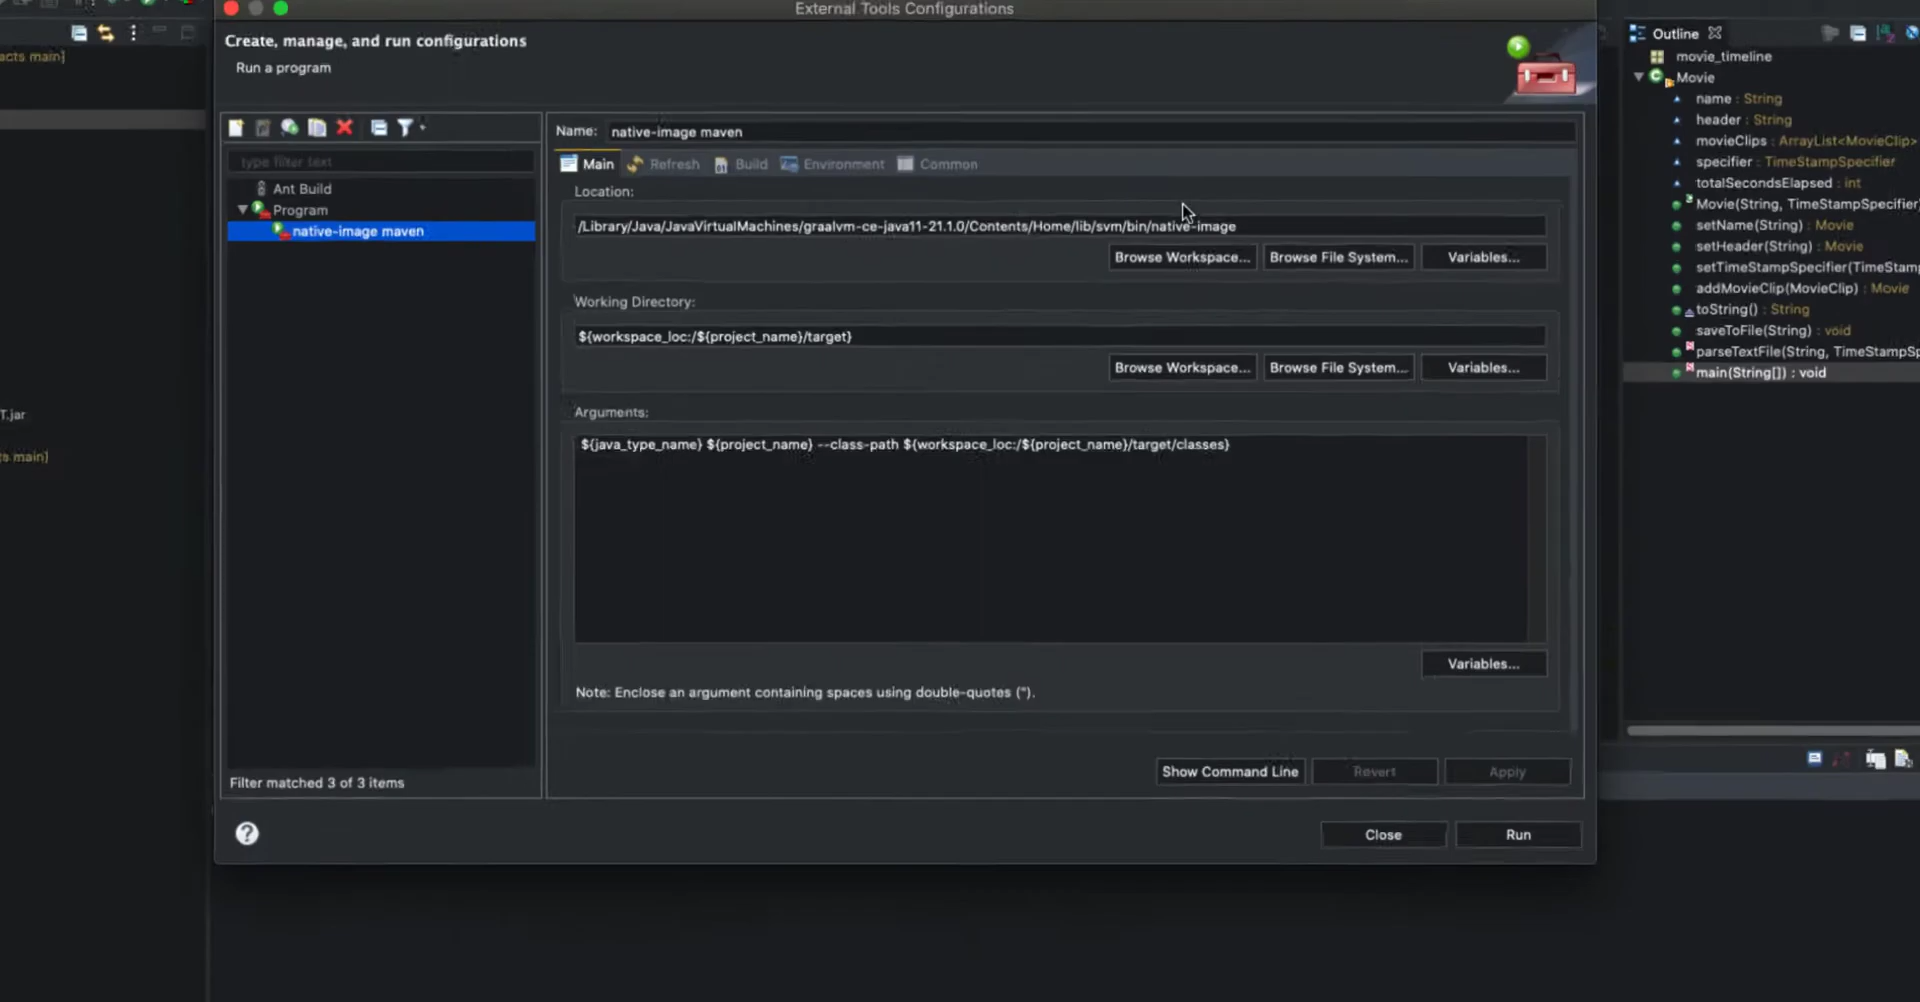 External Tools Configurations
Create, manage, and run configurations
Run a program
acts main]
T.jar
ts main]
type filter text
Ant Build
Program
native-image maven
Filter matched 3 of 3 items
Name: native-image maven
Main Refresh Build Environment Common
Location:
/Library/Java/JavaVirtualMachines/graalvm-ce-java11-21.1.0/Contents/Home/lib/svm/bin/native-image
Browse Workspace... Browse File System... Variables...
Working Directory:
${workspace_loc:/${project_name}/target}
Browse Workspace... Browse File System... Variables...
Arguments:
${java_type_name} ${project_name} --class-path ${workspace_loc:/${project_name}/target/classes}
Variables...
Note: Enclose an argument containing spaces using double-quotes (").
Show Command Line Revert Apply
Close Run
Outline
movie_timeline
Movie
name : String
header : String
movieClips : ArrayList<MovieClip>
specifier : TimeStampSpecifier
totalSecondsElapsed : int
Movie(String, TimeStampSpecifier)
setName(String) : Movie
setHeader(String) : Movie
setTimeStampSpecifier(TimeStam
addMovieClip(MovieClip) : Movie
toString() : String
saveToFile(String) : void
parseTextFile(String, TimeStampSp
main(String[]) : void